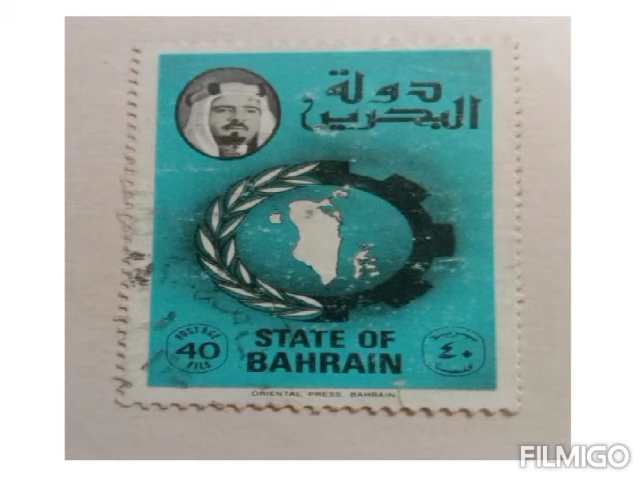 دولة
البحرين
STATE OF
BAHRAIN
POSTAGE
40
FILS
٤٠
ORIENTAL PRESS, BAHRAIN
FILMIGO